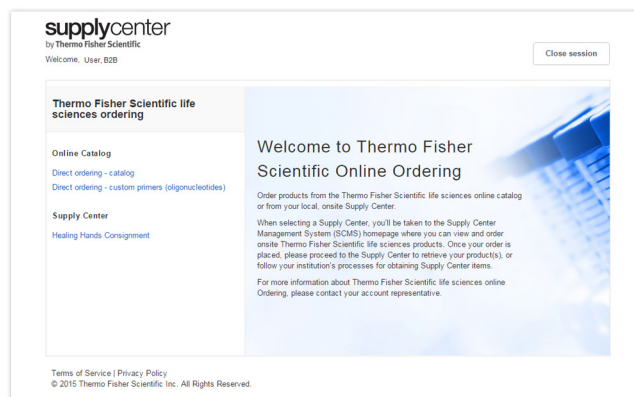 supplycenter
by Thermo Fisher Scientific
Welcome, User, B2B
Close session
Thermo Fisher Scientific life
sciences ordering
Online Catalog
Direct ordering - catalog
Direct ordering - custom primers (oligonucleotides)
Supply Center
Healing Hands Consignment
Welcome to Thermo Fisher
Scientific Online Ordering
Order products from the Thermo Fisher Scientific life sciences online catalog
or from your local, onsite Supply Center.
When selecting a Supply Center, you'll be taken to the Supply Center
Management System (SCMS) homepage where you can view and order
onsite Thermo Fisher Scientific life sciences products. Once your order is
placed, please proceed to the Supply Center to retrieve your product(s), or
follow your institution's processes for obtaining Supply Center items.
For more information about Thermo Fisher Scientific life sciences online
Ordering, please contact your account representative.
Terms of Service | Privacy Policy
© 2015 Thermo Fisher Scientific Inc. All Rights Reserved.